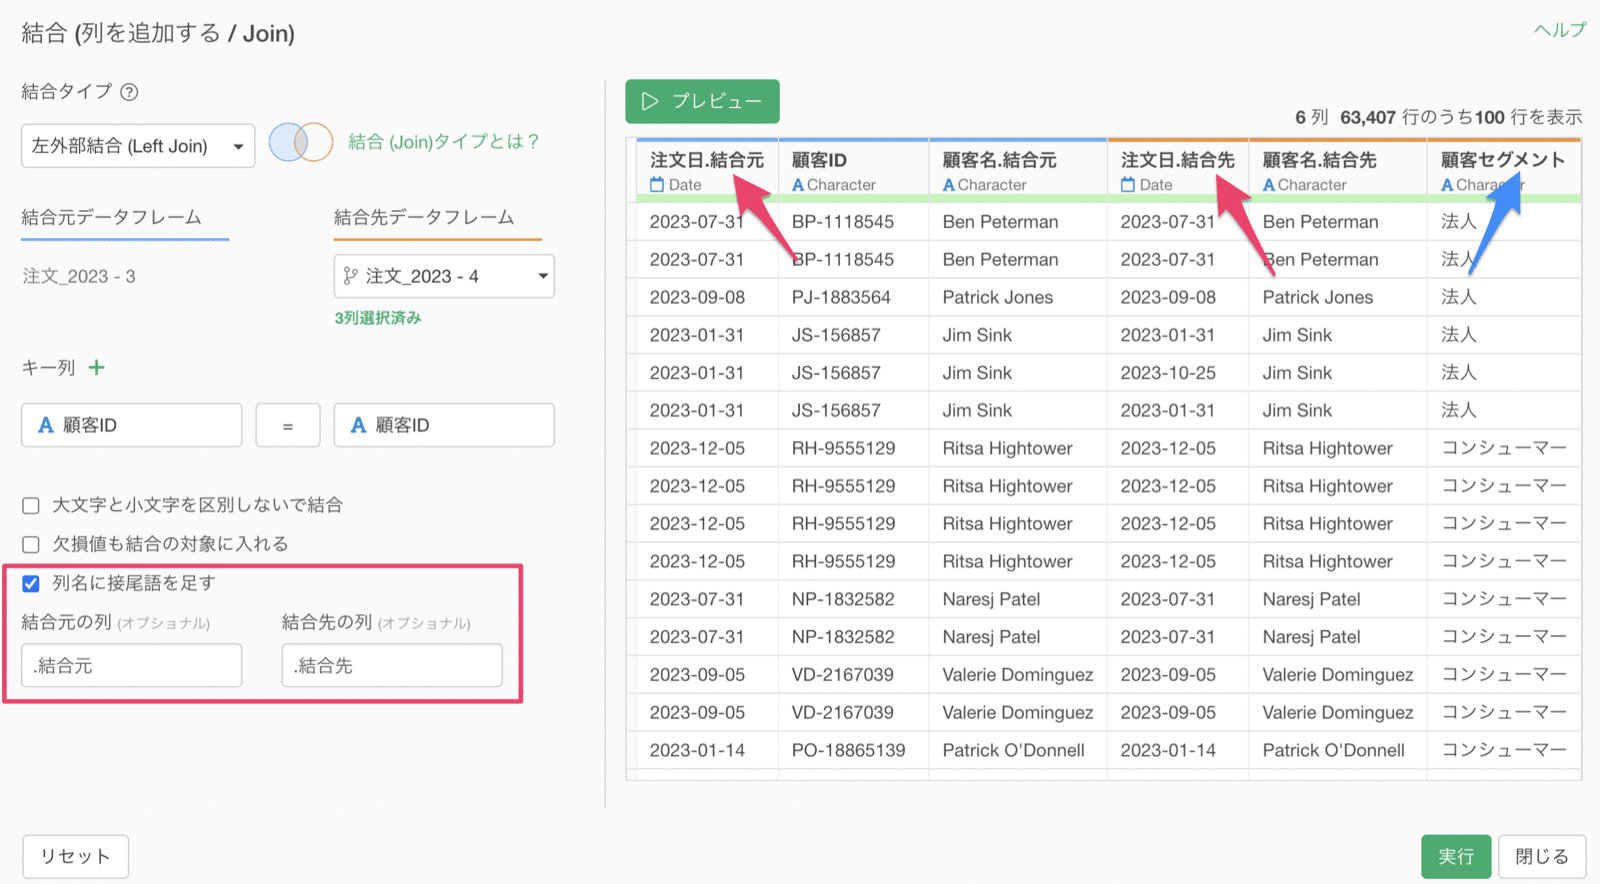 結合 (列を追加する / Join)
ヘルプ
結合タイプ ?
左外部結合 (Left Join)
結合 (Join)タイプとは？
結合元データフレーム
結合先データフレーム
注文_2023 - 3
注文_2023 - 4
3列選択済み
キー列 +
A 顧客ID
=
A 顧客ID
大文字と小文字を区別しないで結合
欠損値も結合の対象に入れる
列名に接尾語を足す
結合元の列 (オプショナル)
結合先の列 (オプショナル)
.結合元
.結合先
リセット
プレビュー
6 列 63,407 行のうち100 行を表示
注文日.結合元 顧客ID 顧客名.結合元 注文日.結合先 顧客名.結合先 顧客セグメント
Date A Character A Character Date A Character A Character
2023-07-31 BP-1118545 Ben Peterman 2023-07-31 Ben Peterman 法人
2023-07-31 BP-1118545 Ben Peterman 2023-07-31 Ben Peterman 法人
2023-09-08 PJ-1883564 Patrick Jones 2023-09-08 Patrick Jones 法人
2023-01-31 JS-156857 Jim Sink 2023-01-31 Jim Sink 法人
2023-01-31 JS-156857 Jim Sink 2023-10-25 Jim Sink 法人
2023-01-31 JS-156857 Jim Sink 2023-01-31 Jim Sink 法人
2023-12-05 RH-9555129 Ritsa Hightower 2023-12-05 Ritsa Hightower コンシューマー
2023-12-05 RH-9555129 Ritsa Hightower 2023-12-05 Ritsa Hightower コンシューマー
2023-12-05 RH-9555129 Ritsa Hightower 2023-12-05 Ritsa Hightower コンシューマー
2023-12-05 RH-9555129 Ritsa Hightower 2023-12-05 Ritsa Hightower コンシューマー
2023-07-31 NP-1832582 Naresj Patel 2023-07-31 Naresj Patel コンシューマー
2023-07-31 NP-1832582 Naresj Patel 2023-07-31 Naresj Patel コンシューマー
2023-09-05 VD-2167039 Valerie Dominguez 2023-09-05 Valerie Dominguez コンシューマー
2023-09-05 VD-2167039 Valerie Dominguez 2023-09-05 Valerie Dominguez コンシューマー
2023-01-14 PO-18865139 Patrick O'Donnell 2023-01-14 Patrick O'Donnell コンシューマー
実行
閉じる